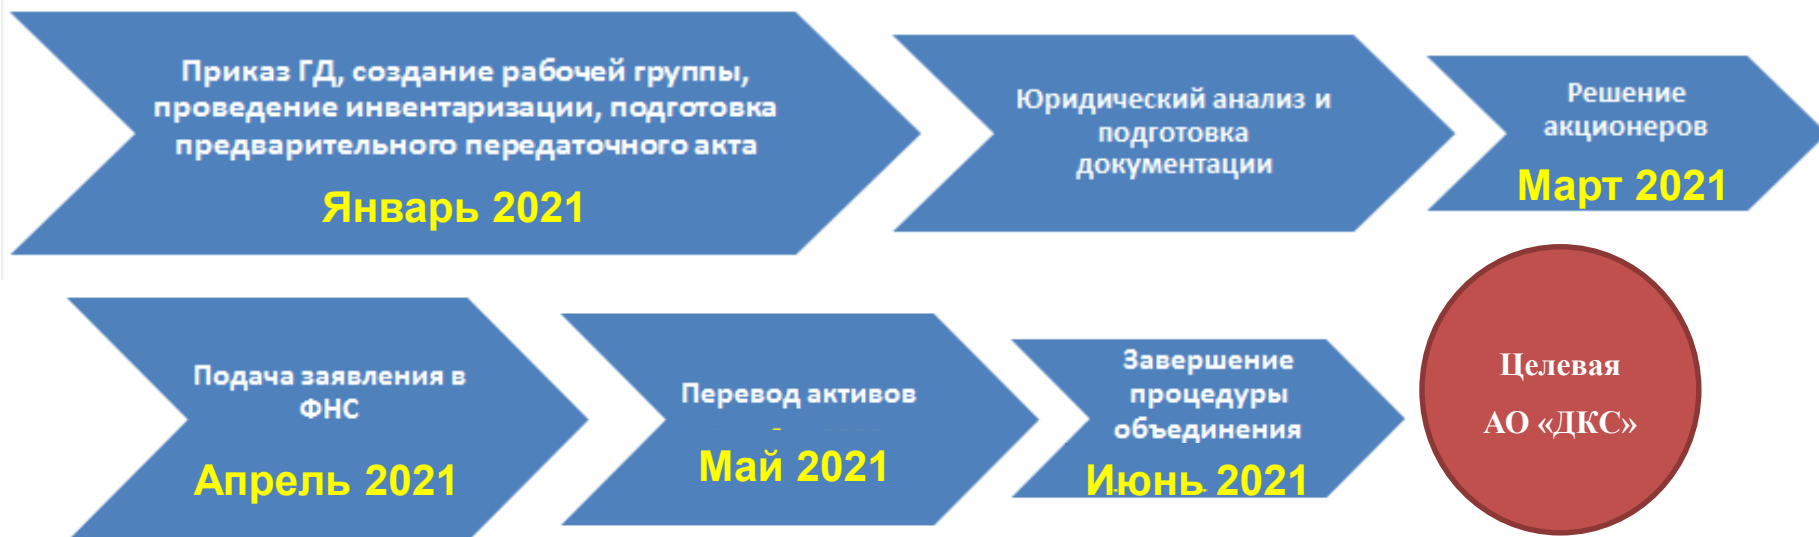 Приказ ГД, создание рабочей группы,
проведение инвентаризации, подготовка
предварительного передаточного акта
Январь 2021
Юридический анализ и
подготовка
документации
Решение
акционеров
Март 2021
Подача заявления в
ФНС
Апрель 2021
Перевод активов
Май 2021
Завершение
процедуры
объединения
Июнь 2021
Целевая
АО «ДКС»